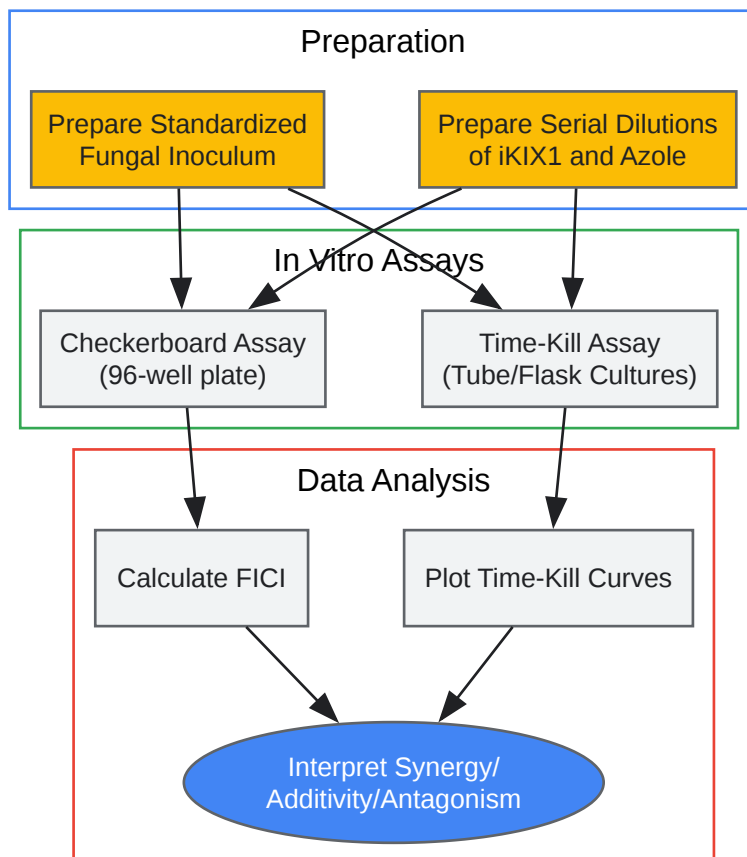 Preparation
Prepare Standardized
Fungal Inoculum
Prepare Serial Dilutions
of iKIX1 and Azole
In Vitro Assays
Checkerboard Assay
(96-well plate)
Time-Kill Assay
(Tube/Flask Cultures)
Data Analysis
Calculate FICI
Plot Time-Kill Curves
Interpret Synergy/
Additivity/Antagonism